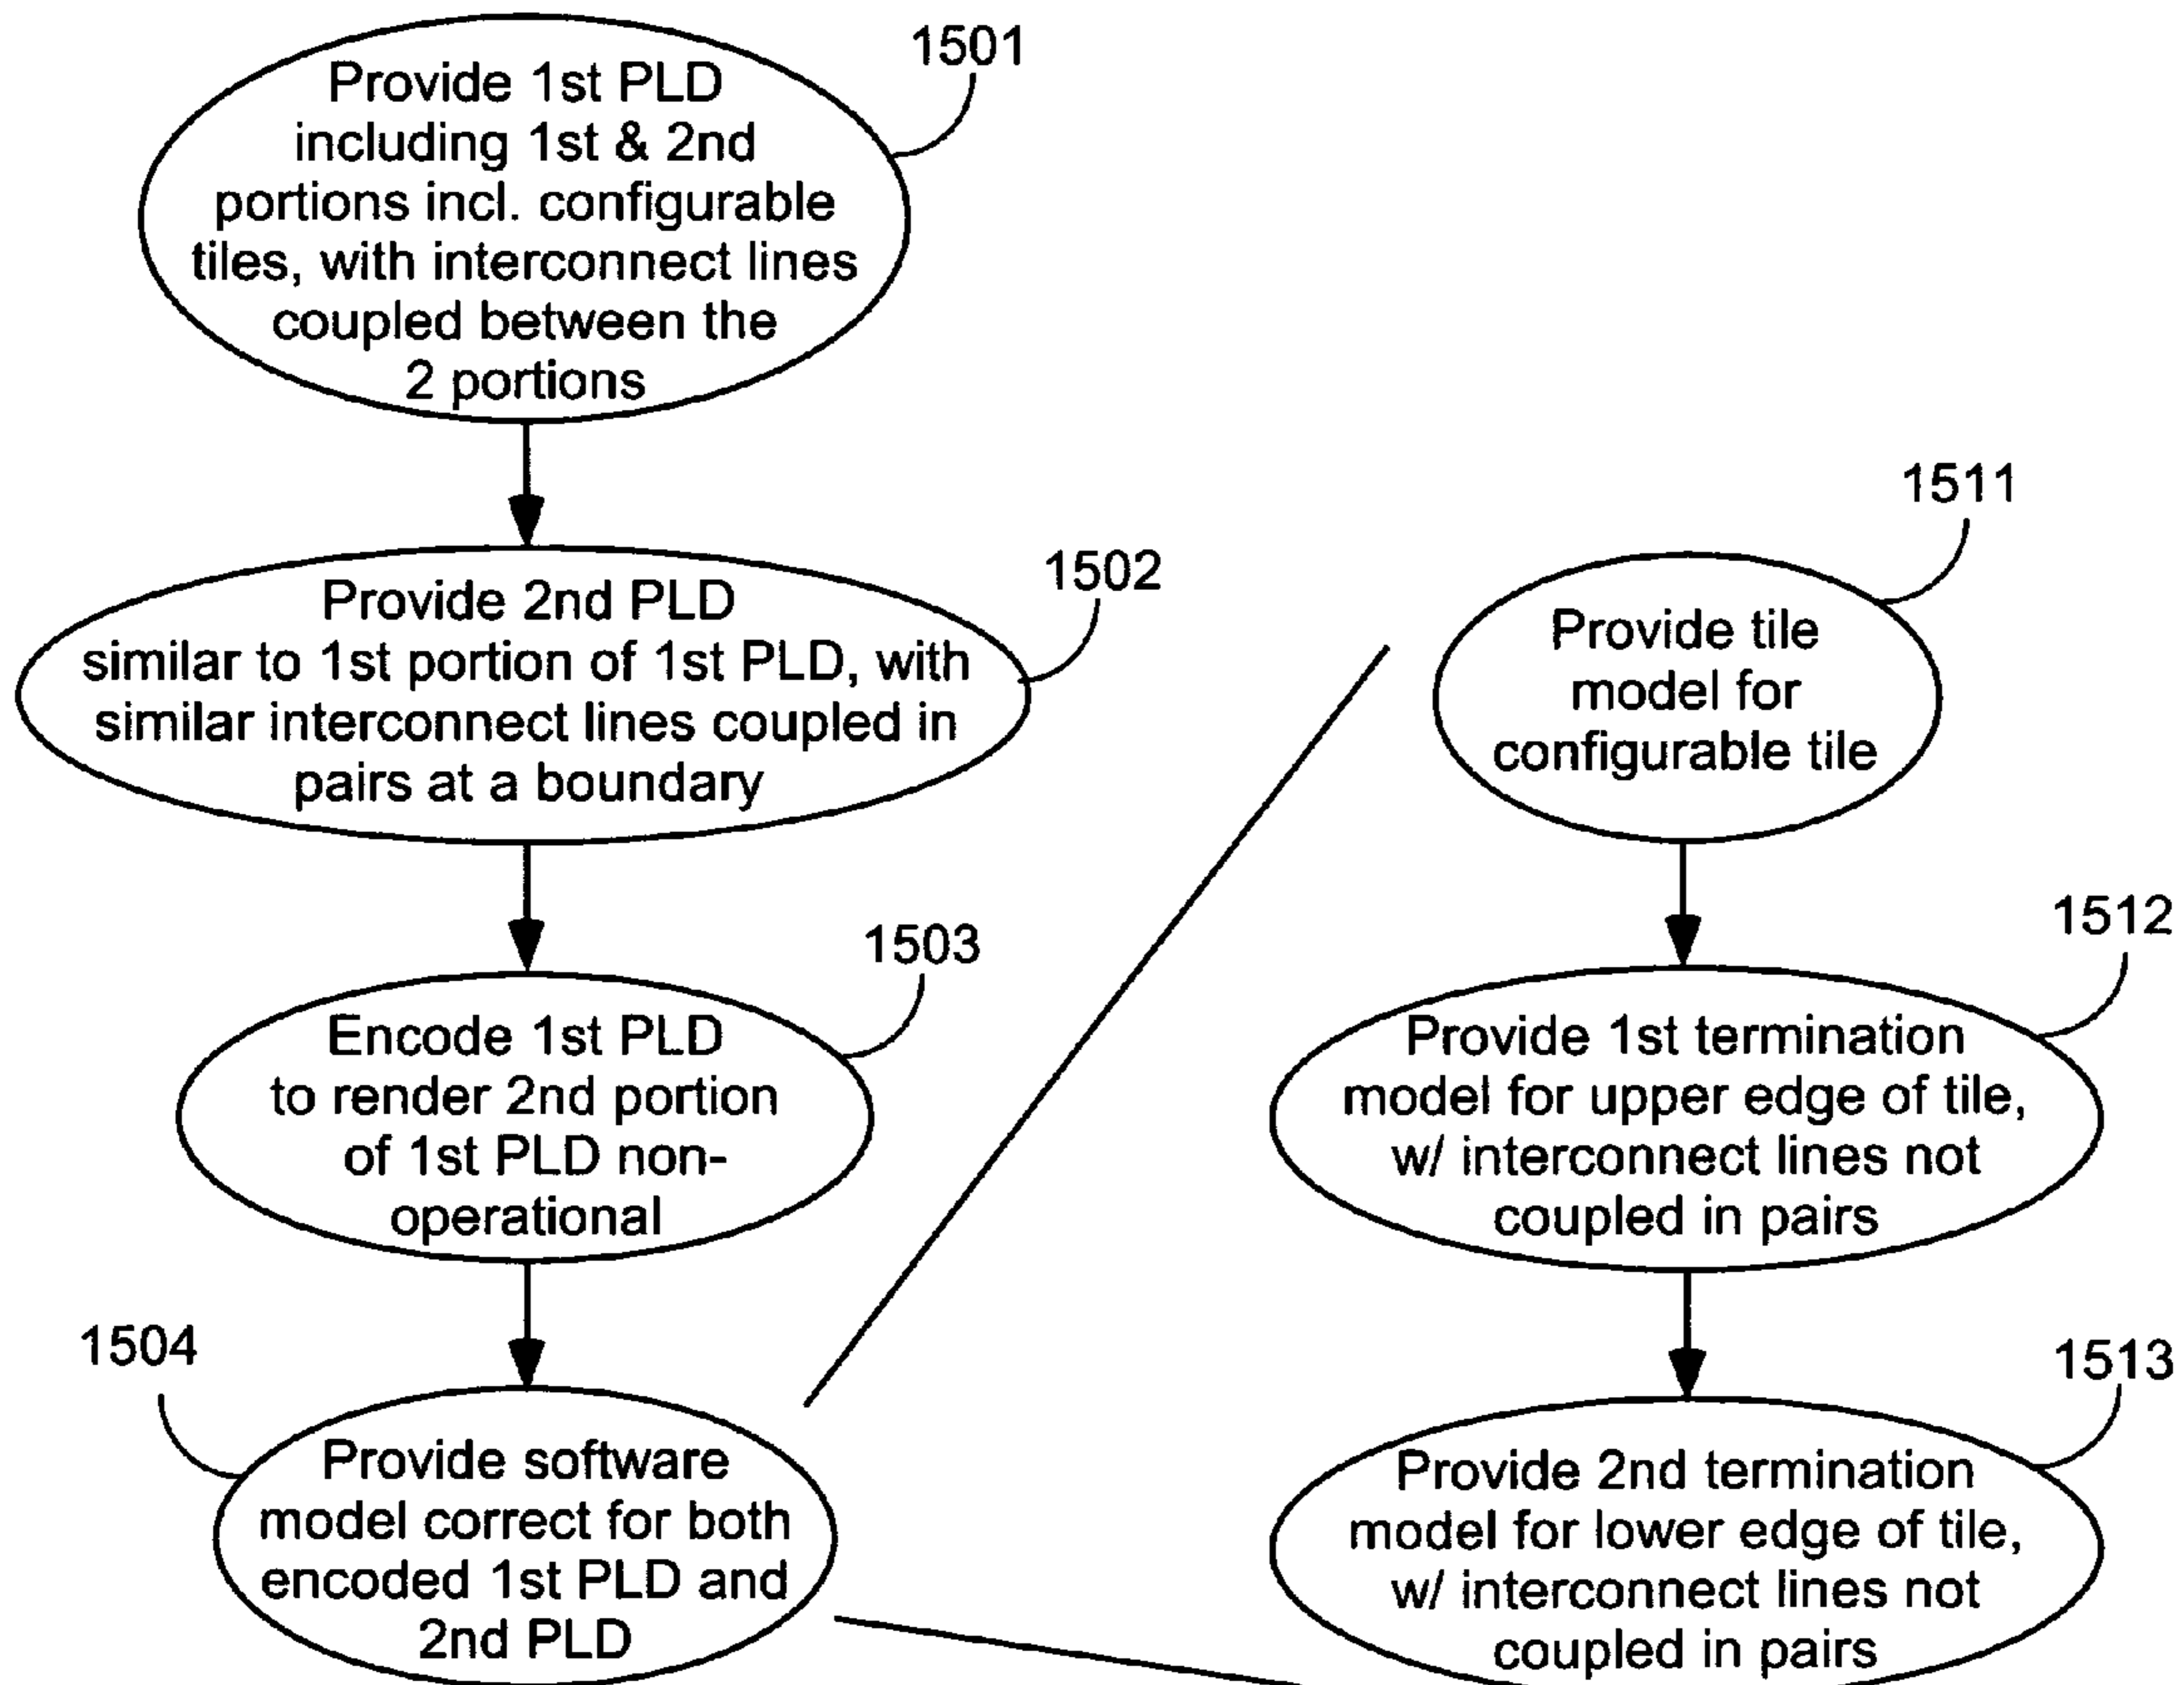 1501
Provide 1st PLD
including 1st & 2nd
portions incl. configurable
tiles, with interconnect lines
coupled between the
2 portions
1502
Provide 2nd PLD
similar to 1st portion of 1st PLD, with
similar interconnect lines coupled in
pairs at a boundary
1503
Encode 1st PLD
to render 2nd portion
of 1st PLD non-
operational
1504
Provide software
model correct for both
encoded 1st PLD and
2nd PLD
1511
Provide tile
model for
configurable tile
1512
Provide 1st termination
model for upper edge of tile,
w/ interconnect lines not
coupled in pairs
1513
Provide 2nd termination
model for lower edge of tile,
w/ interconnect lines not
coupled in pairs